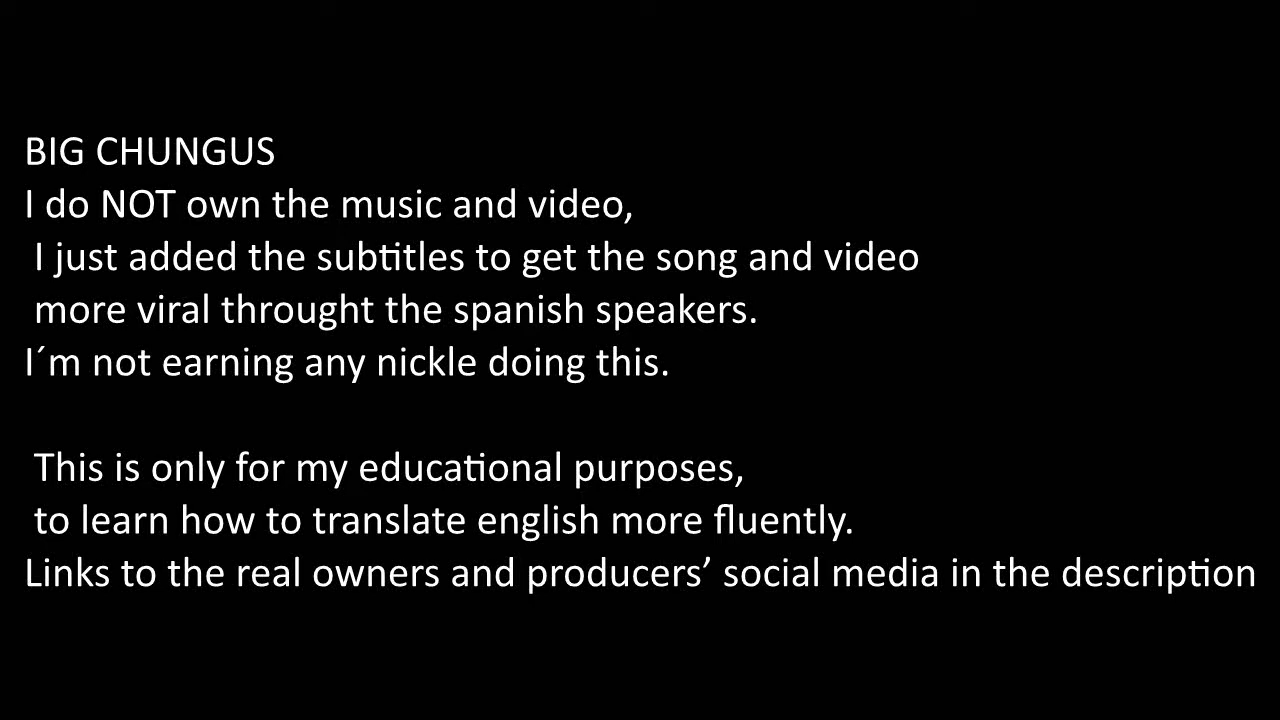 BIG CHUNGUS
I do NOT own the music and video,
I just added the subtitles to get the song and video
more viral throught the spanish speakers.
I´m not earning any nickle doing this.
This is only for my educational purposes,
to learn how to translate english more fluently.
Links to the real owners and producers’ social media in the description